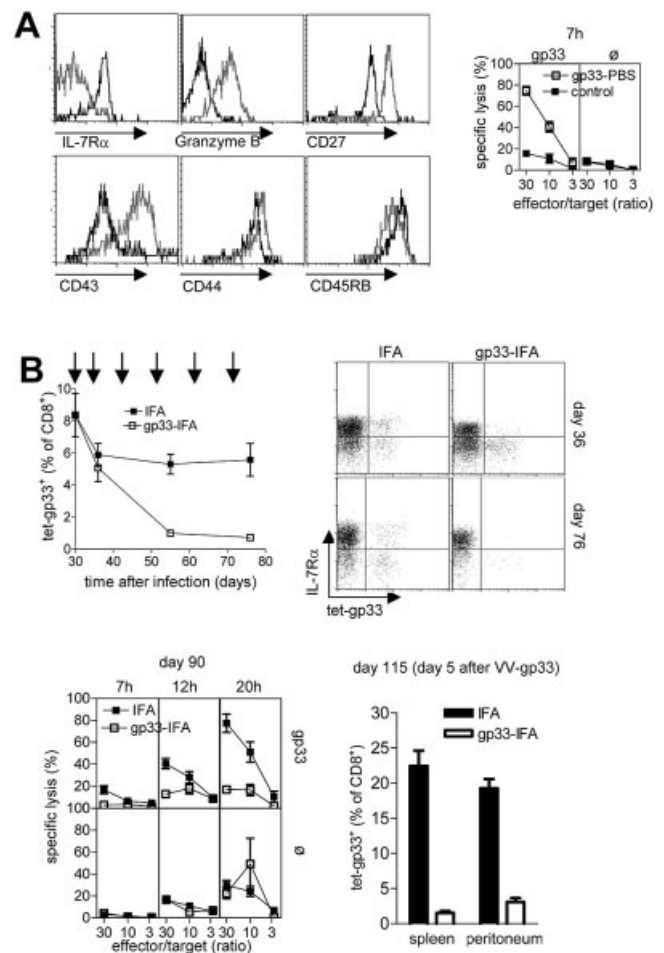 A
IL-7Rα
Granzyme B
CD27
CD43
CD44
CD45RB
7h
gp33
ø
gp33-PBS
control
specific lysis (%)
100
80
60
40
20
0
30 10 3 30 10 3
effector/target (ratio)
B
10
8
6
4
2
0
IFA
gp33-IFA
tet-gp33⁺ (% of CD8⁺)
30 40 50 60 70 80
time after infection (days)
IFA
gp33-IFA
day 36
day 76
IL-7Rα
tet-gp33
day 90
7h 12h 20h
IFA
gp33-IFA
gp33
ø
specific lysis (%)
100
80
60
40
20
100
80
60
40
20
0
30 10 3 30 10 3 30 10 3
effector/target (ratio)
day 115 (day 5 after VV-gp33)
IFA
gp33-IFA
tet-gp33⁺ (% of CD8⁺)
30
25
20
15
10
5
0
spleen peritoneum